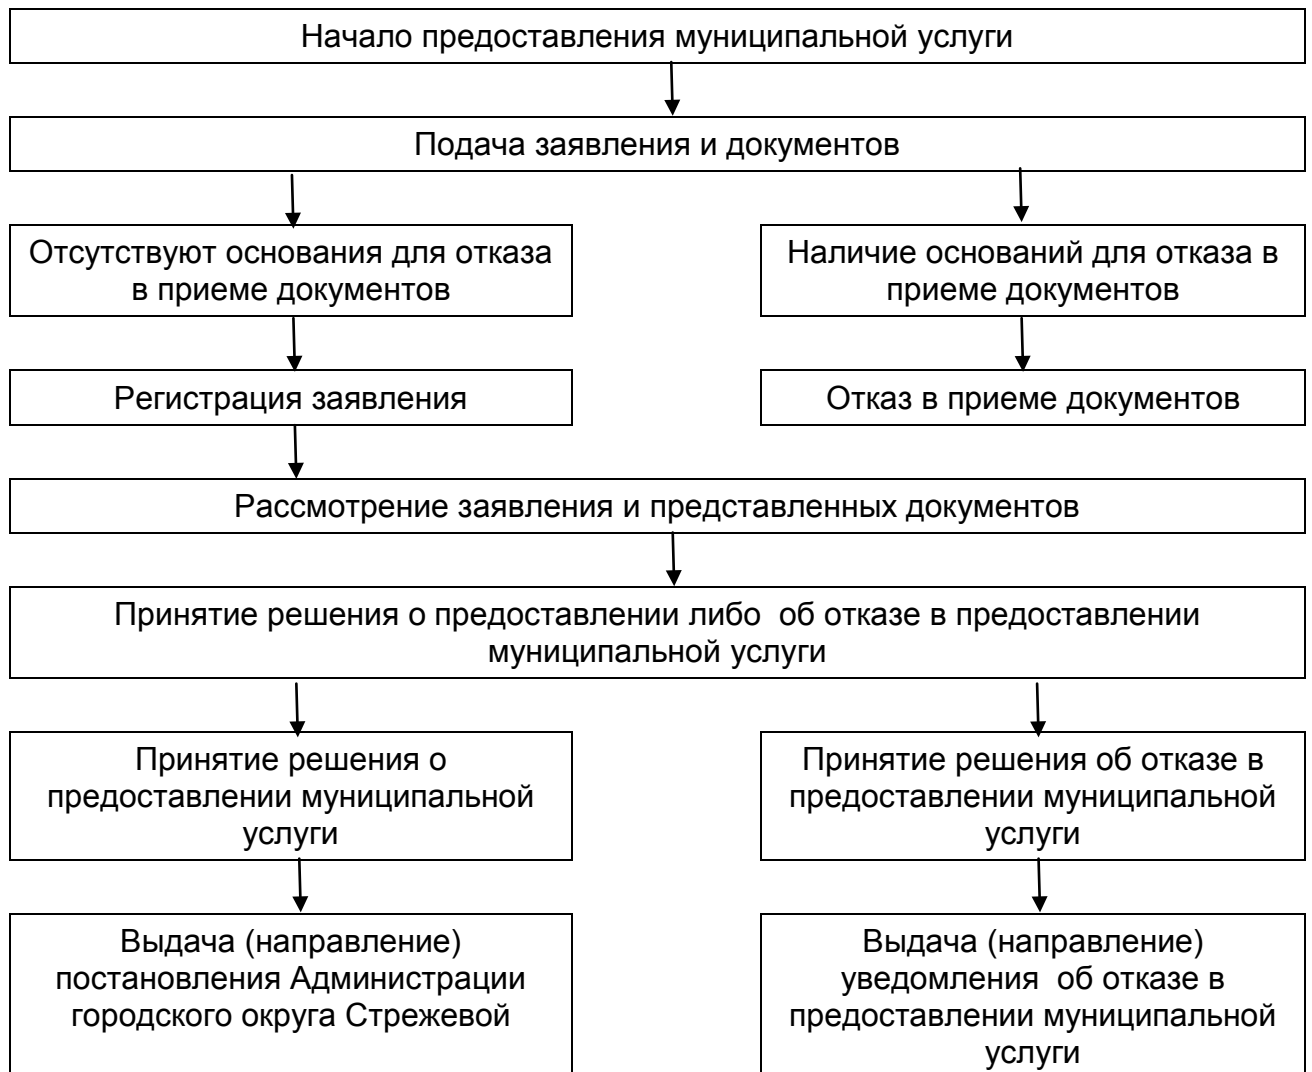 Начало предоставления муниципальной услуги
Подача заявления и документов
Отсутствуют основания для отказа
в приеме документов
Наличие оснований для отказа в
приеме документов
Регистрация заявления
Отказ в приеме документов
Рассмотрение заявления и представленных документов
Принятие решения о предоставлении либо  об отказе в предоставлении
муниципальной услуги
Принятие решения о
предоставлении муниципальной
услуги
Принятие решения об отказе в
предоставлении муниципальной
услуги
Выдача (направление)
постановления Администрации
городского округа Стрежевой
Выдача (направление)
уведомления  об отказе в
предоставлении муниципальной
услуги